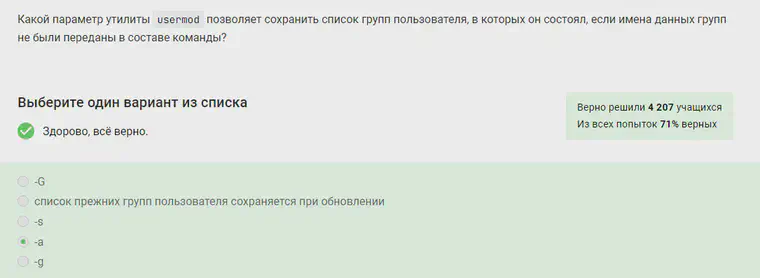 Какой параметр утилиты usermod позволяет сохранить список групп пользователя, в которых он состоял, если имена данных групп
не были переданы в составе команды?
Выберите один вариант из списка
Здорово, всё верно.
Верно решили 4 207 учащихся
Из всех попыток 71% верных
-G
список прежних групп пользователя сохраняется при обновлении
-s
-a
-g